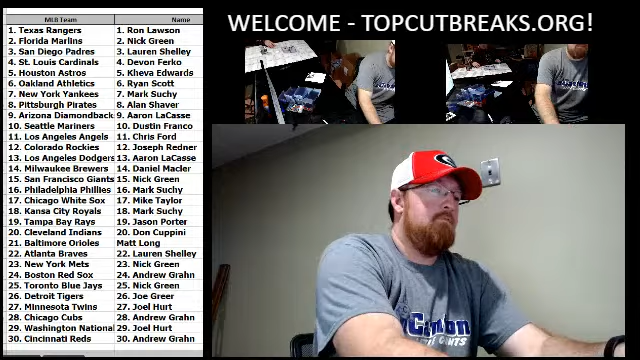 WELCOME - TOPCUTBREAKS.ORG!
MLB Team Name
1. Texas Rangers 1. Ron Lawson
2. Florida Marlins 2. Nick Green
3. San Diego Padres 3. Lauren Shelley
4. St. Louis Cardinals 4. Devon Ferko
5. Houston Astros 5. Kheva Edwards
6. Oakland Athletics 6. Ryan Scott
7. New York Yankees 7. Mark Suchy
8. Pittsburgh Pirates 8. Alan Shaver
9. Arizona Diamondback 9. Aaron LaCasse
10. Seattle Mariners 10. Dustin Franco
11. Los Angeles Angels 11. Chris Ford
12. Colorado Rockies 12. Joseph Redner
13. Los Angeles Dodgers 13. Aaron LaCasse
14. Milwaukee Brewers 14. Daniel Macler
15. San Francisco Giants 15. Nick Green
16. Philadelphia Phillies 16. Mark Suchy
17. Chicago White Sox 17. Mike Taylor
18. Kansa City Royals 18. Mark Suchy
19. Tampa Bay Rays 19. Jason Porter
20. Cleveland Indians 20. Don Cuppini
21. Baltimore Orioles Matt Long
22. Atlanta Braves 22. Lauren Shelley
23. New York Mets 23. Nick Green
24. Boston Red Sox 24. Andrew Grahn
25. Toronto Blue Jays 25. Nick Green
26. Detroit Tigers 26. Joe Greer
27. Minnesota Twins 27. Joel Hurt
28. Chicago Cubs 28. Andrew Grahn
29. Washington National 29. Joel Hurt
30. Cincinnati Reds 30. Andrew Grahn